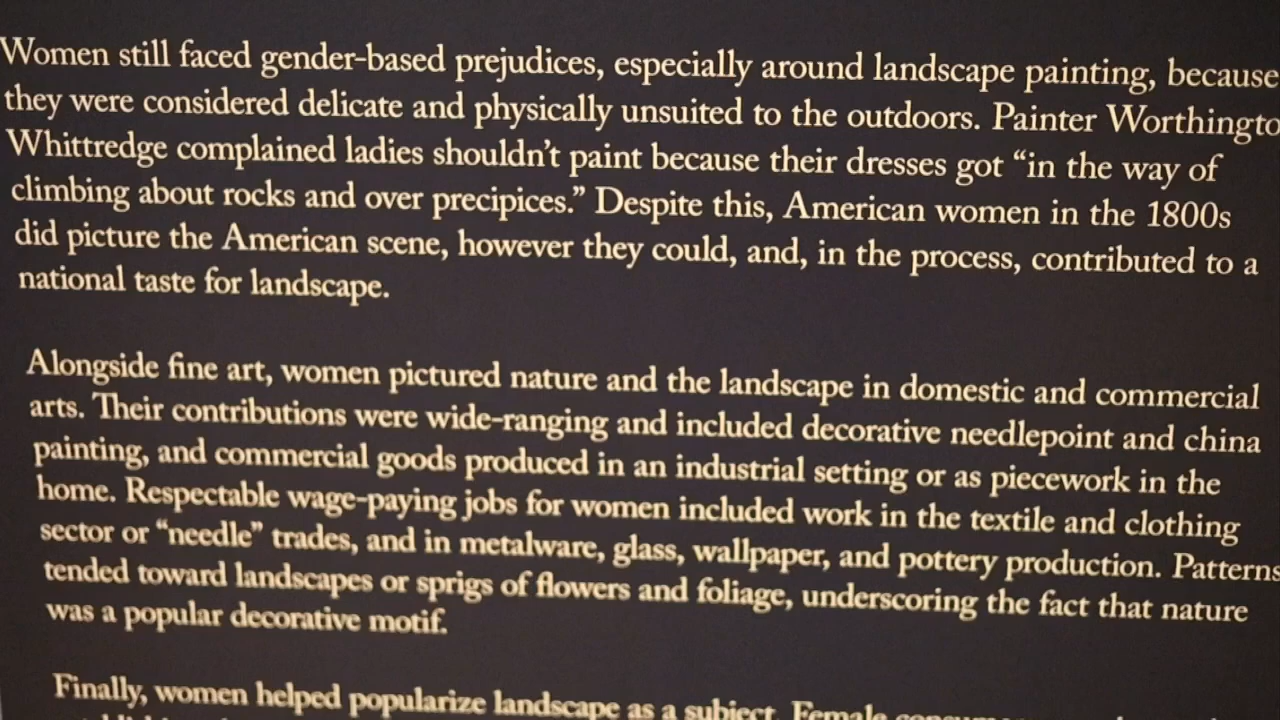 Women still faced gender-based prejudices, especially around landscape painting, because
they were considered delicate and physically unsuited to the outdoors. Painter Worthingto
Whittredge complained ladies shouldn't paint because their dresses got “in the way of
climbing about rocks and over precipices.” Despite this, American women in the 1800s
did picture the American scene, however they could, and, in the process, contributed to a
national taste for landscape.
Alongside fine art, women pictured nature and the landscape in domestic and commercial
arts. Their contributions were wide-ranging and included decorative needlepoint and china
painting, and commercial goods produced in an industrial setting or as piecework in the
home. Respectable wage-paying jobs for women included work in the textile and clothing
sector or “needle” trades, and in metalware, glass, wallpaper, and pottery production. Patterns
tended toward landscapes or sprigs of flowers and foliage, underscoring the fact that nature
was a popular decorative motif.
Finally, women helped popularize landscape as a subject. Female